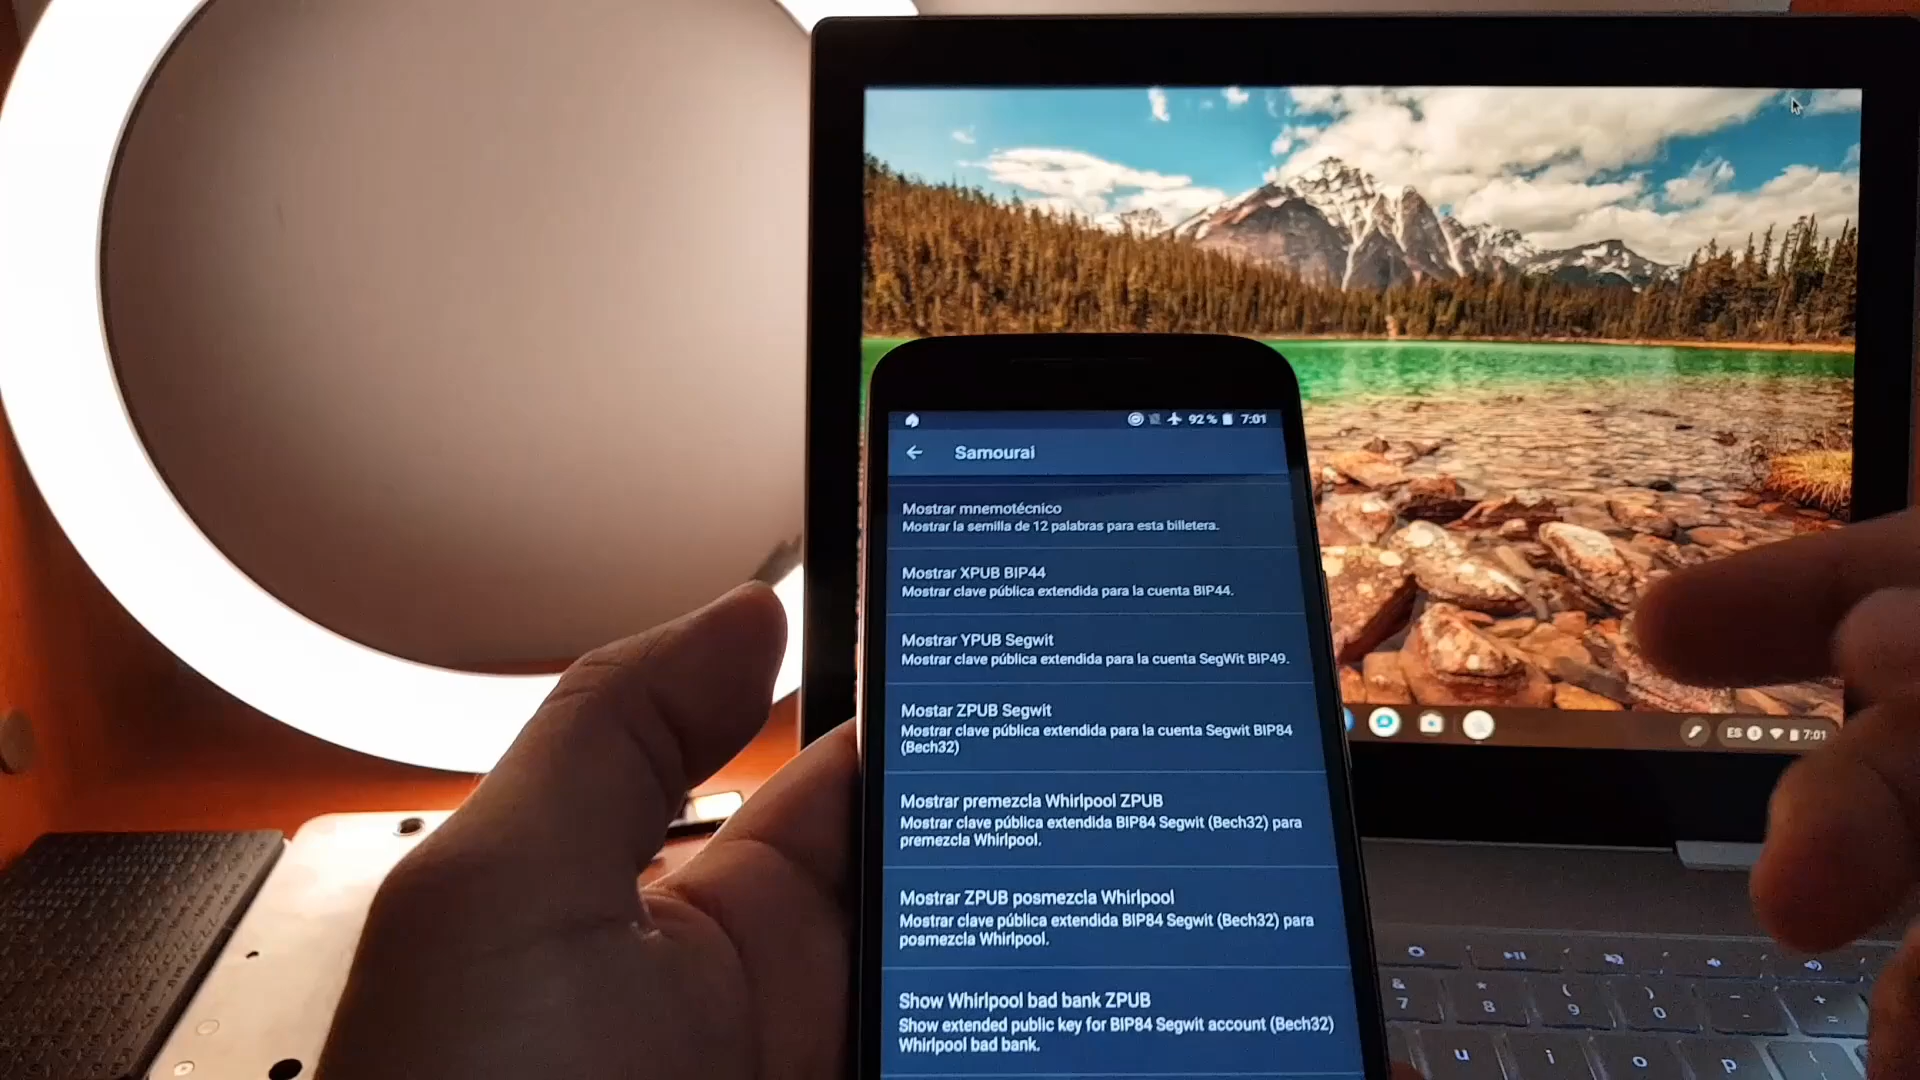 92 % 7:01
Samourai
Mostrar mnemotécnico
Mostrar la semilla de 12 palabras para esta billetera.
Mostrar XPUB BIP44
Mostrar clave pública extendida para la cuenta BIP44.
Mostrar YPUB Segwit
Mostrar clave pública extendida para la cuenta SegWit BIP49.
Mostar ZPUB Segwit
Mostrar clave pública extendida para la cuenta Segwit BIP84
(Bech32)
Mostrar premezcla Whirlpool ZPUB
Mostrar clave pública extendida BIP84 Segwit (Bech32) para
premezcla Whirlpool.
Mostrar ZPUB posmezcla Whirlpool
Mostrar clave pública extendida BIP84 Segwit (Bech32) para
posmezcla Whirlpool.
Show Whirlpool bad bank ZPUB
Show extended public key for BIP84 Segwit account (Bech32)
Whirlpool bad bank.
ES 7:01
& * ( ) _ +
7 8 9 0 - =
u i o p {